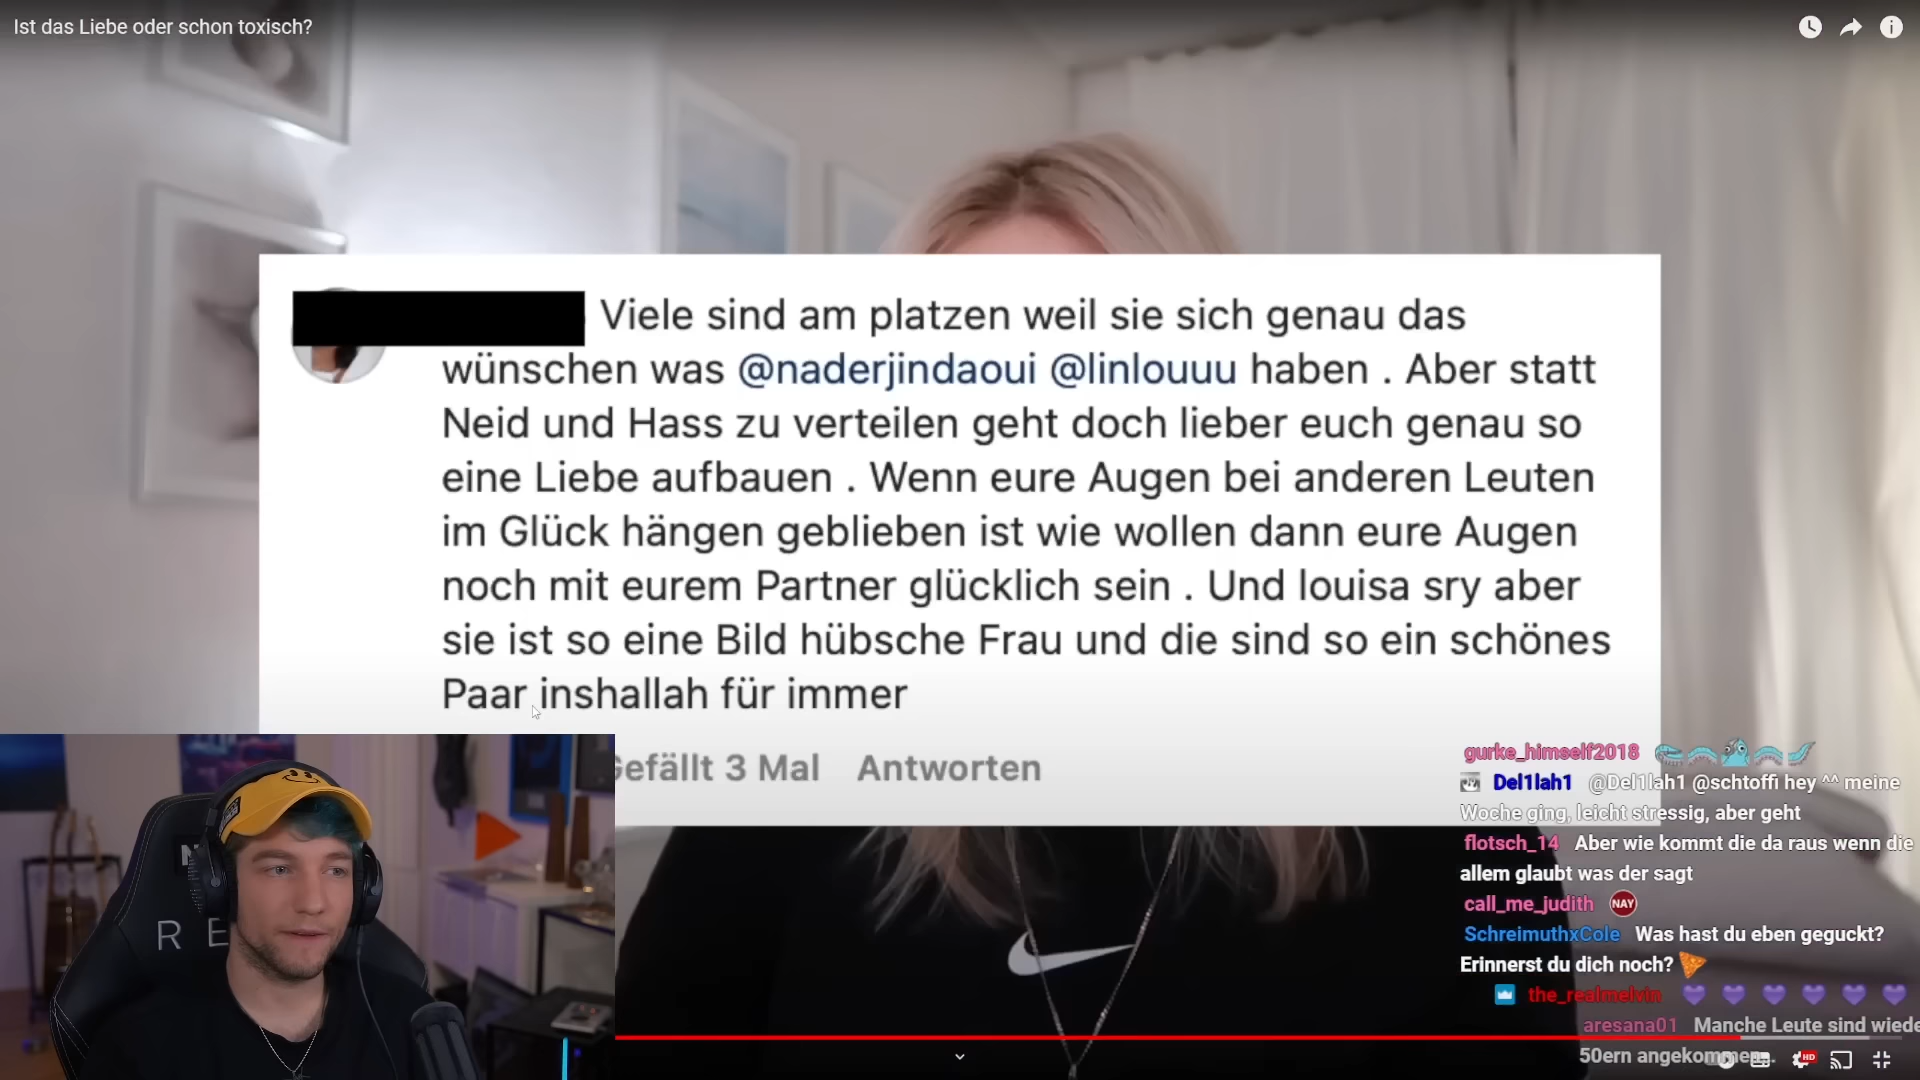 Ist das Liebe oder schon toxisch?
Viele sind am platzen weil sie sich genau das
wünschen was @naderjindaoui @linlouuu haben . Aber statt
Neid und Hass zu verteilen geht doch lieber euch genau so
eine Liebe aufbauen . Wenn eure Augen bei anderen Leuten
im Glück hängen geblieben ist wie wollen dann eure Augen
noch mit eurem Partner glücklich sein . Und louisa sry aber
sie ist so eine Bild hübsche Frau und die sind so ein schönes
Paar inshallah für immer
Gefällt 3 Mal Antworten
gurke_himself2018
Del1lah1 @Del1lah1 @schtoffi hey ^^ meine
Woche ging, leicht stressig, aber geht
flotsch_14 Aber wie kommt die da raus wenn die
allem glaubt was der sagt
call_me_judith NAY
SchreimuthxCole Was hast du eben geguckt?
Erinnerst du dich noch?
the_realmelvin
aresana01 Manche Leute sind wiede
50ern angekommen
HD
R E